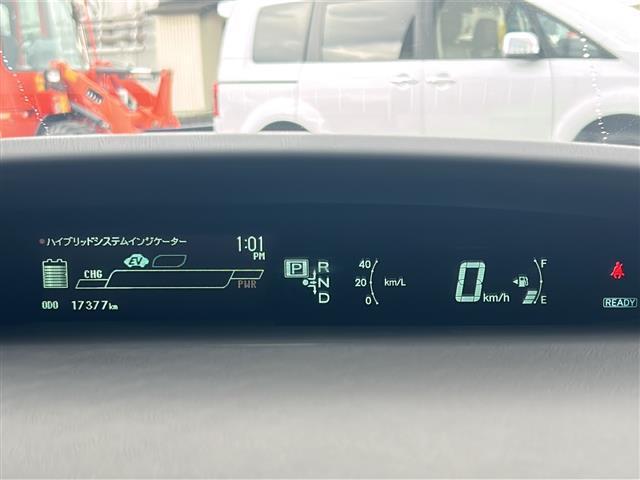 ●ハイブリッドシステムインジケーター 1:01 PM
EV
CHG
PWR
ODO 17377km
P R
N
D
40
20 km/L
0
0 km/h
F
E
READY